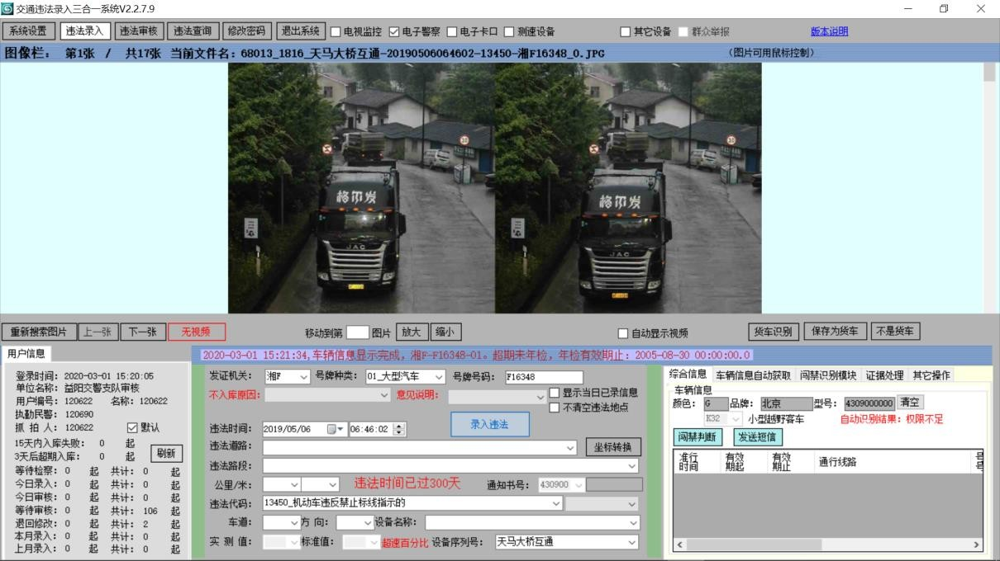 交通违法录入三合一系统V2.2.7.9
系统设置 违法录入 违法审核 违法查询 修改密码 退出系统 电视监控 电子警察 电子卡口 测速设备 其它设备 群众举报 版本说明
图像栏: 第1张 / 共17张 当前文件名: 68013_1816_天马大桥互通-20190506064602-13450-湘F16348_0.JPG (图片可用鼠标控制)
格尔发 格尔发
JAC JAC
重新搜索图片 上一张 下一张 无视频 移动到第 图片 放大 缩小 自动显示视频 货车识别 保存为货车 不是货车
用户信息
2020-03-01 15:21:34,车辆信息显示完成, 湘F-F16348-01。超期未年检, 年检有效期止: 2005-08-30 00:00:00.0
登录时间: 2020-03-01 15:20:05
单位名称: 益阳交警支队审核
用户编号: 120622 名称: 120622
执勤民警: 120690
抓 拍 人: 120622 默认
15天内入库失败: 0 起
3天后超期入库: 0 起 刷新
等待检察: 0 起 共计: 0 起
今日录入: 0 起 共计: 0 起
今日审核: 0 起 共计: 0 起
等待审核: 0 起 共计: 106 起
退回修改: 0 起 共计: 2 起
本月录入: 0 起 共计: 0 起
上月录入: 0 起 共计: 0 起
发证机关: 湘F 号牌种类: 01_大型汽车 号牌号码: F16348
不入库原因: 意见说明: 显示当日已录信息
不清空违法地点
违法时间: 2019/05/06 06:46:02 录入违法
违法道路: 坐标转换
违法路段:
公里/米: 违法时间已过300天 通知书号: 430900
违法代码: 13450_机动车违反禁止标线指示的
车道: 方 向: 设备名称:
实 测 值: 标准值: 超速百分比 设备序列号: 天马大桥互通
综合信息 车辆信息自动获取 闯禁识别模块 证据处理 其它操作
车辆信息
颜色: G 品牌: 北京 型号: 4309000000 清空
K32 小型越野客车 自动识别结果: 权限不足
闯禁判断 发送短信
准行时间 有效期起 有效期止 通行线路 号号